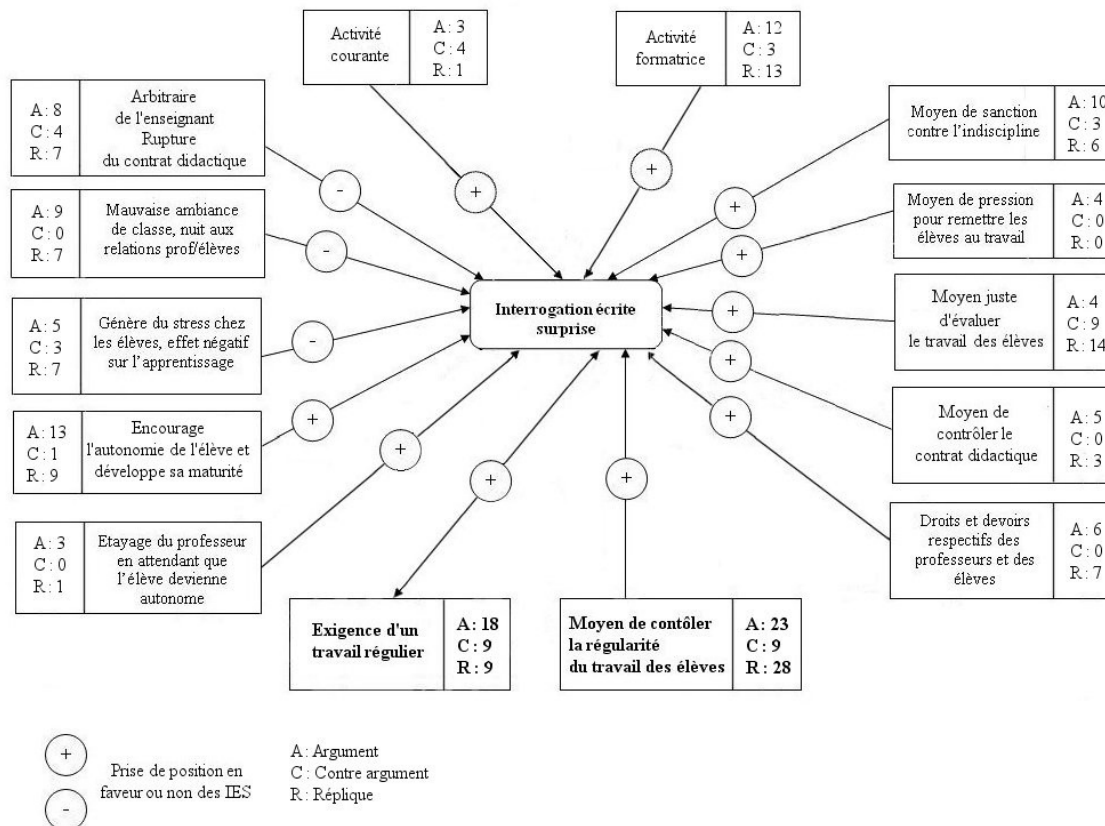 Activité
courante
A: 3
C: 4
R: 1
Activité
formatrice
A: 12
C: 3
R: 13
A: 8
C: 4
R: 7
Arbitraire
de l'enseignant
Rupture
du contrat didactique
Moyen de sanction
contre l'indiscipline
A: 10
C: 3
R: 6
A: 9
C: 0
R: 7
Mauvaise ambiance
de classe, nuit aux
relations prof/élèves
Moyen de pression
pour remettre les
élèves au travail
A: 4
C: 0
R: 0
A: 5
C: 3
R: 7
Génère du stress chez
les élèves, effet négatif
sur l'apprentissage
Interrogation écrite
surprise
Moyen juste
d'évaluer
le travail des élèves
A: 4
C: 9
R: 14
A: 13
C: 1
R: 9
Encourage
l'autonomie de l'élève et
développe sa maturité
Moyen de
contrôler le
contrat didactique
A: 5
C: 0
R: 3
A: 3
C: 0
R: 1
Etayage du professeur
en attendant que
l'élève devienne
autonome
Droits et devoirs
respectifs des
professeurs et des
élèves
A: 6
C: 0
R: 7
Exigence d'un
travail régulier
A: 18
C: 9
R: 9
Moyen de contôler
la régularité
du travail des élèves
A: 23
C: 9
R: 28
-
+
+
+
-
+
-
+
+
+
+
+
+
+
-
Prise de position en
faveur ou non des IES
A: Argument
C: Contre argument
R: Réplique